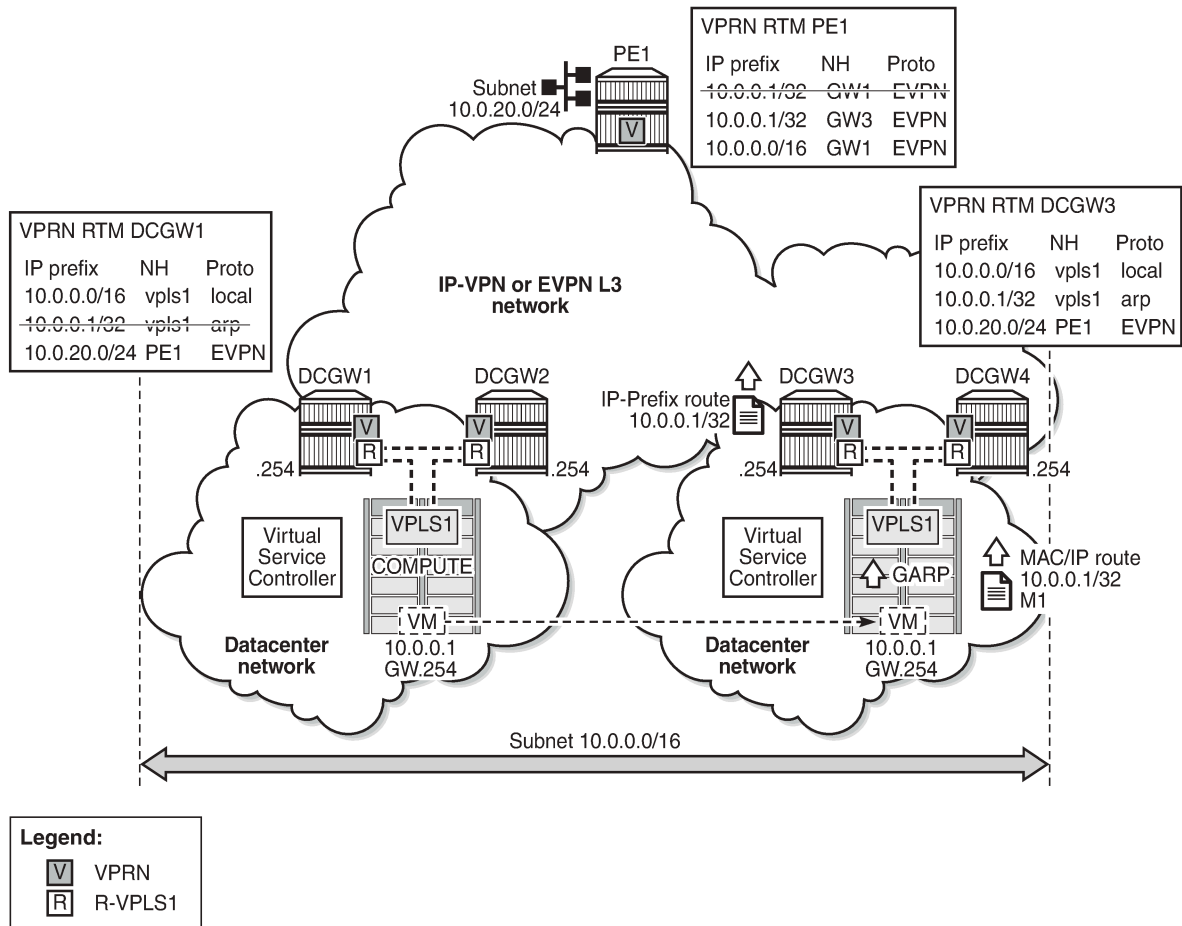 VPRN RTM PE1
IP prefix NH Proto
10.0.0.1/32 GW1 EVPN
10.0.0.1/32 GW3 EVPN
10.0.0.0/16 GW1 EVPN
PE1
Subnet
10.0.20.0/24
V
VPRN RTM DCGW1
IP prefix NH Proto
10.0.0.0/16 vpls1 local
10.0.0.1/32 vpls1 arp
10.0.20.0/24 PE1 EVPN
VPRN RTM DCGW3
IP prefix NH Proto
10.0.0.0/16 vpls1 local
10.0.0.1/32 vpls1 arp
10.0.20.0/24 PE1 EVPN
IP-VPN or EVPN L3
network
DCGW1
DCGW2
V
V
R
R
.254
.254
IP-Prefix route
10.0.0.1/32
DCGW3
DCGW4
V
V
R
R
.254
.254
Virtual
Service
Controller
VPLS1
COMPUTE
VM
10.0.0.1
GW.254
Datacenter
network
Virtual
Service
Controller
VPLS1
GARP
VM
10.0.0.1
GW.254
Datacenter
network
MAC/IP route
10.0.0.1/32
M1
Subnet 10.0.0.0/16
Legend:
V VPRN
R R-VPLS1